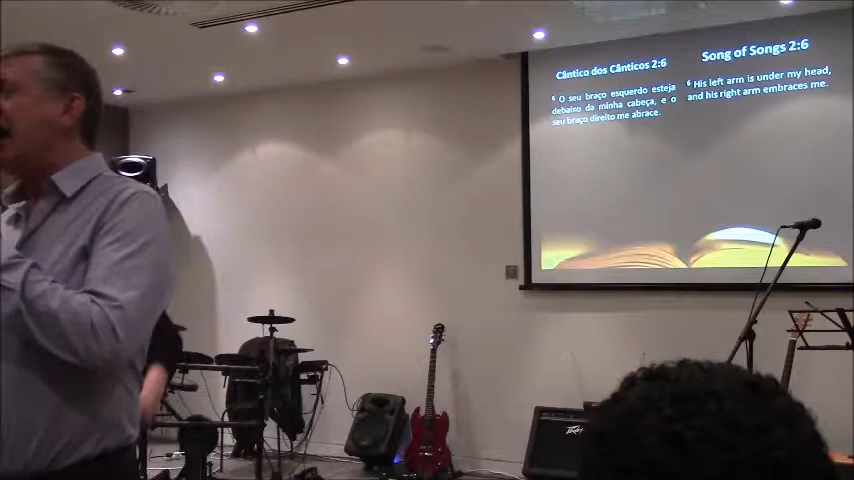 Cântico dos Cânticos 2:6
⁶ O seu braço esquerdo esteja
debaixo da minha cabeça, e o
seu braço direito me abrace.
Song of Songs 2:6
⁶ His left arm is under my head,
and his right arm embraces me.
PEAVEY